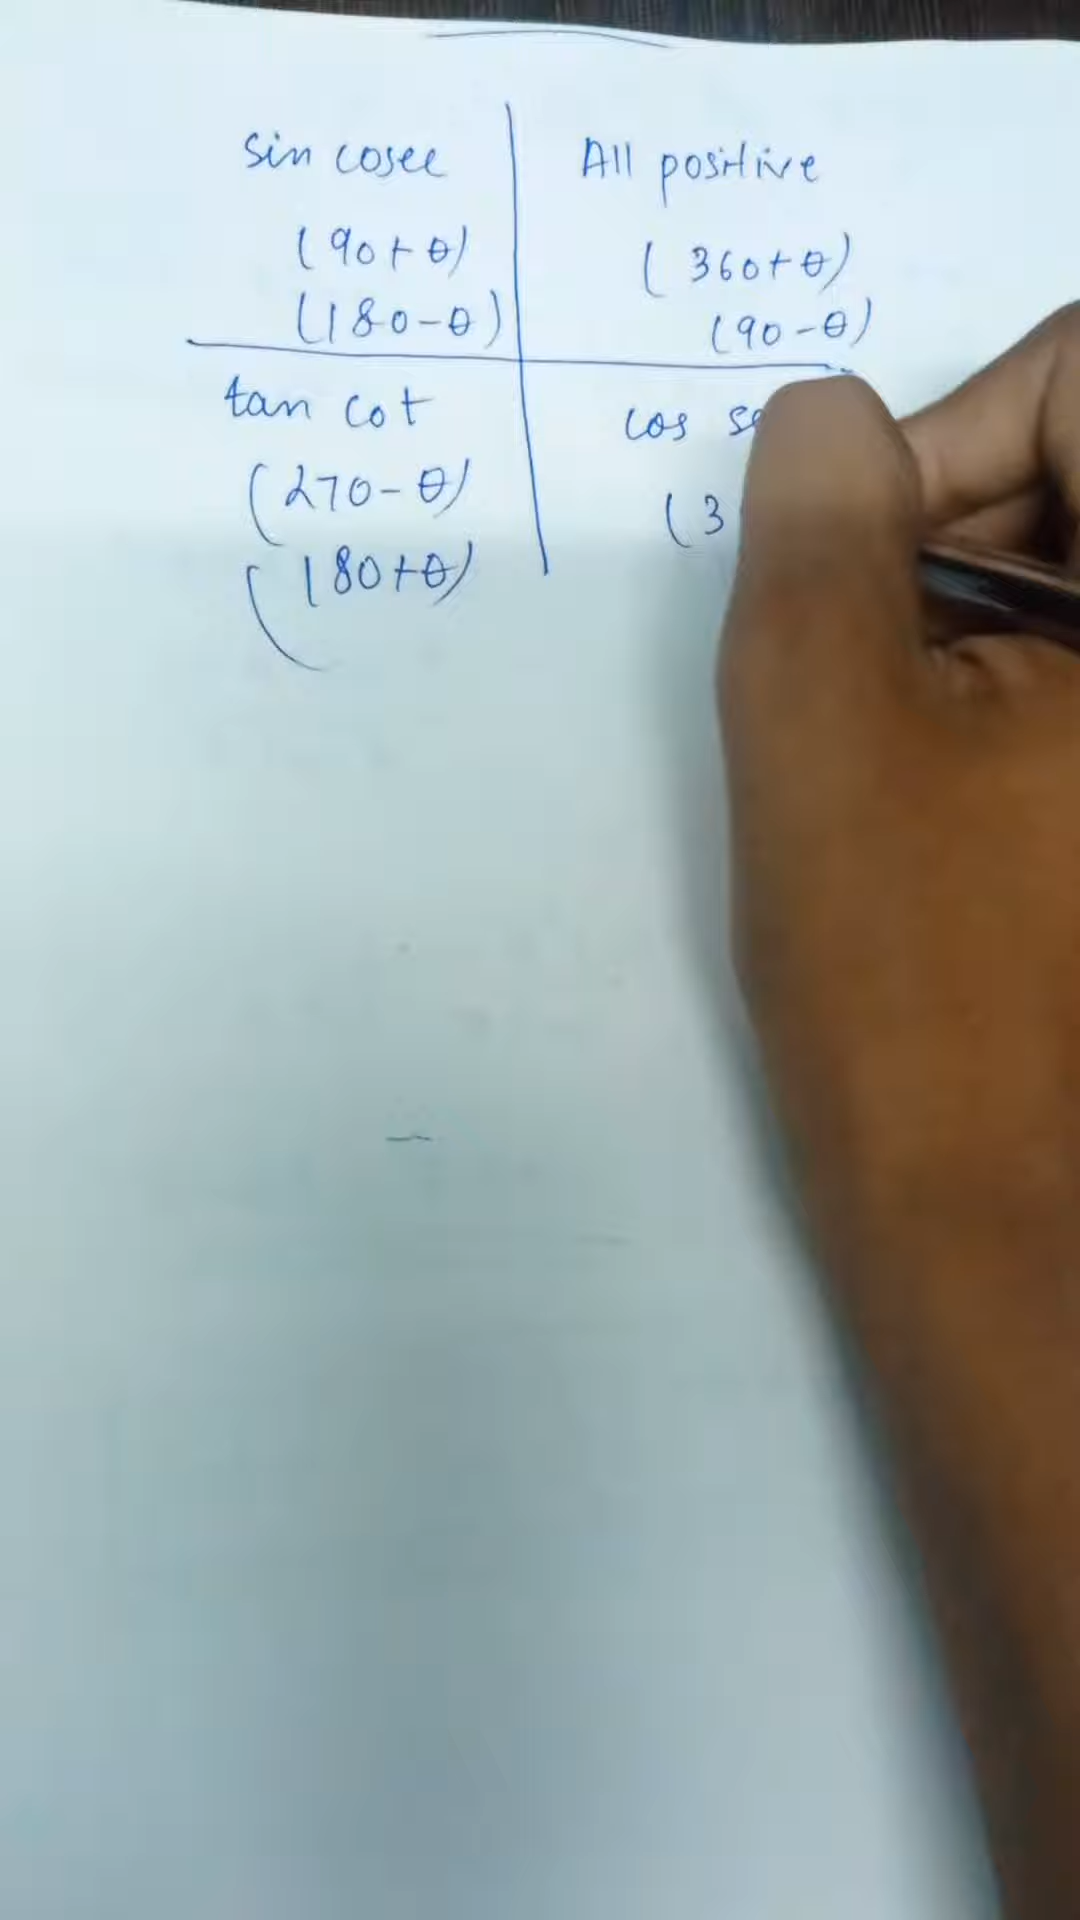 sin cosec
(90+θ)
(180-θ)
All positive
(360+θ)
(90-θ)
tan cot
(270-θ)
(180+θ)
cos
(3